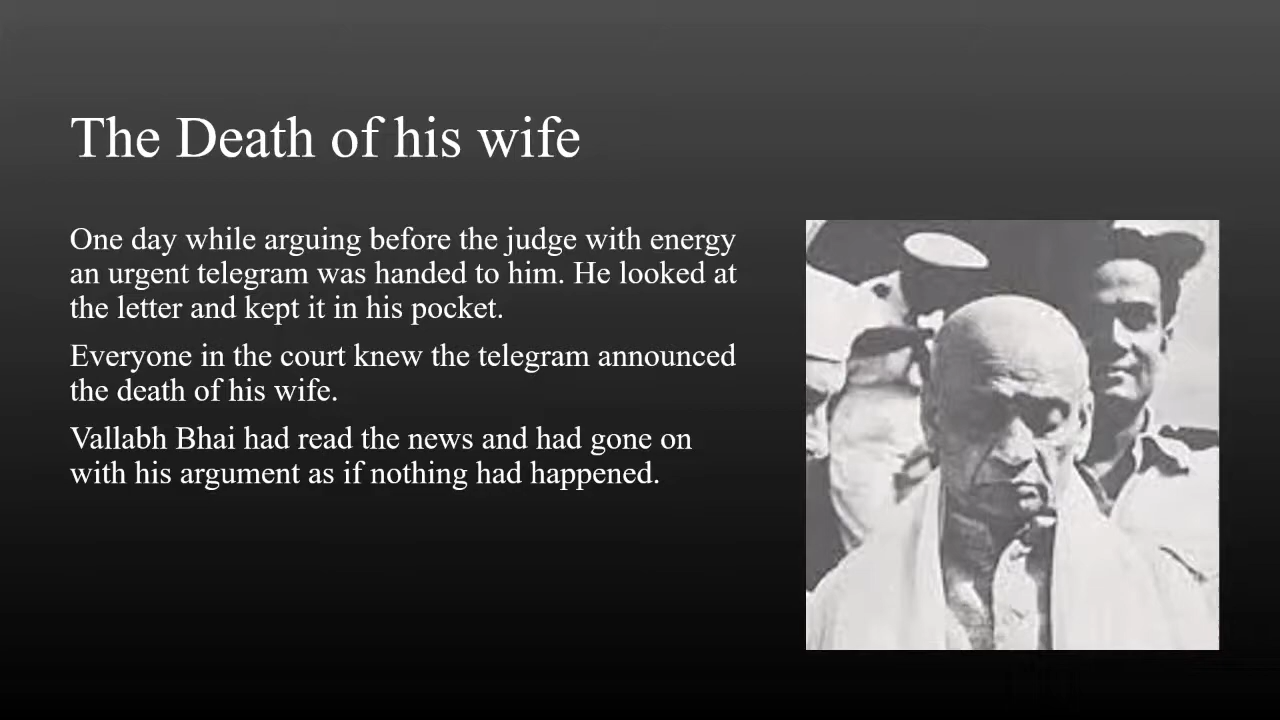 The Death of his wife
One day while arguing before the judge with energy
an urgent telegram was handed to him. He looked at
the letter and kept it in his pocket.
Everyone in the court knew the telegram announced
the death of his wife.
Vallabh Bhai had read the news and had gone on
with his argument as if nothing had happened.